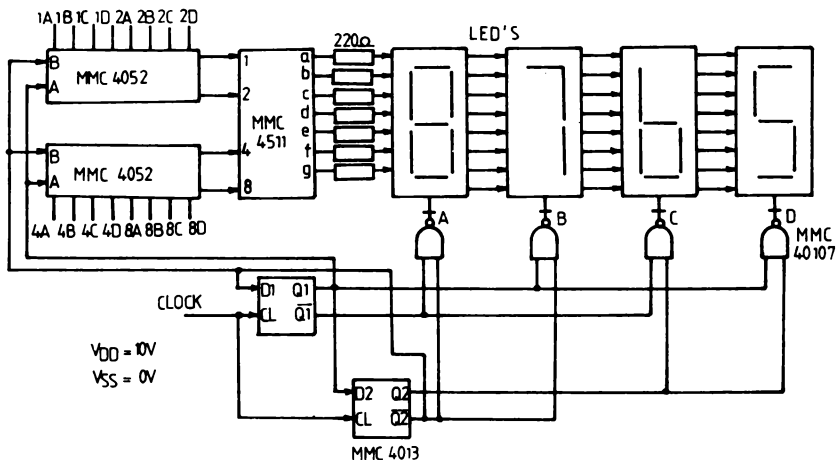 1A 1B 1C 1D 2A 2B 2C 2D
220Ω
LED'S
B
A
MMC 4052
1
2
4
8
MMC
4511
a
b
c
d
e
f
g
B
A
MMC 4052
4A 4B 4C 4D 8A 8B 8C 8D
A
B
C
D
MMC
40107
CLOCK
D1 Q1
CL Q̅1̅
VDD = 10V
VSS = 0V
D2 Q2
CL Q̅2̅
MMC 4013